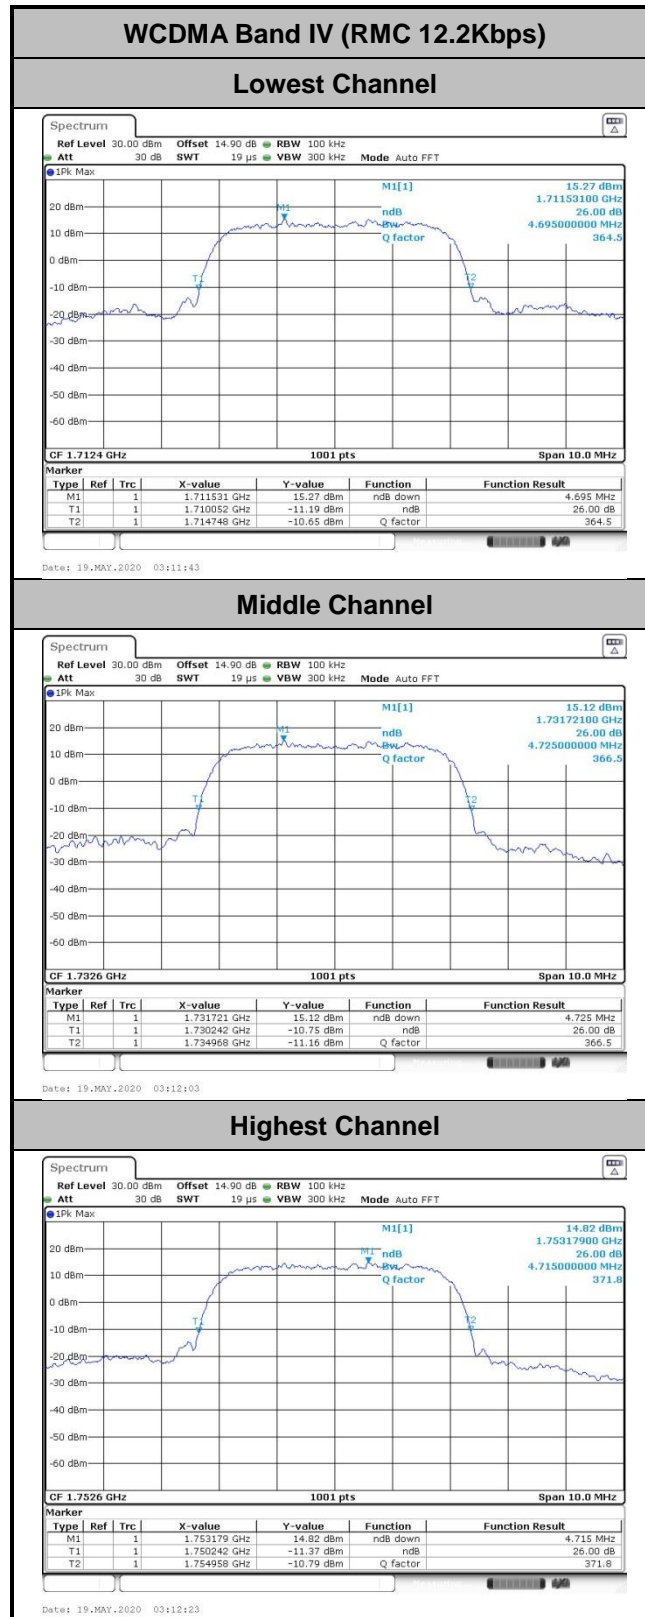 WCDMA Band IV (RMC 12.2Kbps)
Lowest Channel
Spectrum
Ref Level 30.00 dBm Offset 14.90 dB RBW 100 kHz
Att 30 dB SWT 19 µs VBW 300 kHz Mode Auto FFT
1Pk Max
M1[1] 15.27 dBm
1.71153100 GHz
20 dBm
M1
ndB 26.00 dB
10 dBm
Bw 4.695000000 MHz
Q factor 364.5
0 dBm
T1
T2
-10 dBm
-20 dBm
-30 dBm
-40 dBm
-50 dBm
-60 dBm
CF 1.7124 GHz 1001 pts Span 10.0 MHz
Marker
Type Ref Trc X-value Y-value Function Function Result
M1 1 1.711531 GHz 15.27 dBm ndB down 4.695 MHz
T1 1 1.710052 GHz -11.19 dBm ndB 26.00 dB
T2 1 1.714748 GHz -10.65 dBm Q factor 364.5
Date: 19.MAY.2020 03:11:43
Middle Channel
Spectrum
Ref Level 30.00 dBm Offset 14.90 dB RBW 100 kHz
Att 30 dB SWT 19 µs VBW 300 kHz Mode Auto FFT
1Pk Max
M1[1] 15.12 dBm
1.73172100 GHz
20 dBm
M1
ndB 26.00 dB
10 dBm
Bw 4.725000000 MHz
Q factor 366.5
0 dBm
T1
T2
-10 dBm
-20 dBm
-30 dBm
-40 dBm
-50 dBm
-60 dBm
CF 1.7326 GHz 1001 pts Span 10.0 MHz
Marker
Type Ref Trc X-value Y-value Function Function Result
M1 1 1.731721 GHz 15.12 dBm ndB down 4.725 MHz
T1 1 1.730242 GHz -10.75 dBm ndB 26.00 dB
T2 1 1.734968 GHz -11.16 dBm Q factor 366.5
Date: 19.MAY.2020 03:12:03
Highest Channel
Spectrum
Ref Level 30.00 dBm Offset 14.90 dB RBW 100 kHz
Att 30 dB SWT 19 µs VBW 300 kHz Mode Auto FFT
1Pk Max
M1[1] 14.82 dBm
1.75317900 GHz
20 dBm
M1
ndB 26.00 dB
10 dBm
Bw 4.715000000 MHz
Q factor 371.8
0 dBm
T1
T2
-10 dBm
-20 dBm
-30 dBm
-40 dBm
-50 dBm
-60 dBm
CF 1.7526 GHz 1001 pts Span 10.0 MHz
Marker
Type Ref Trc X-value Y-value Function Function Result
M1 1 1.753179 GHz 14.82 dBm ndB down 4.715 MHz
T1 1 1.750242 GHz -11.37 dBm ndB 26.00 dB
T2 1 1.754958 GHz -10.79 dBm Q factor 371.8
Date: 19.MAY.2020 03:12:23